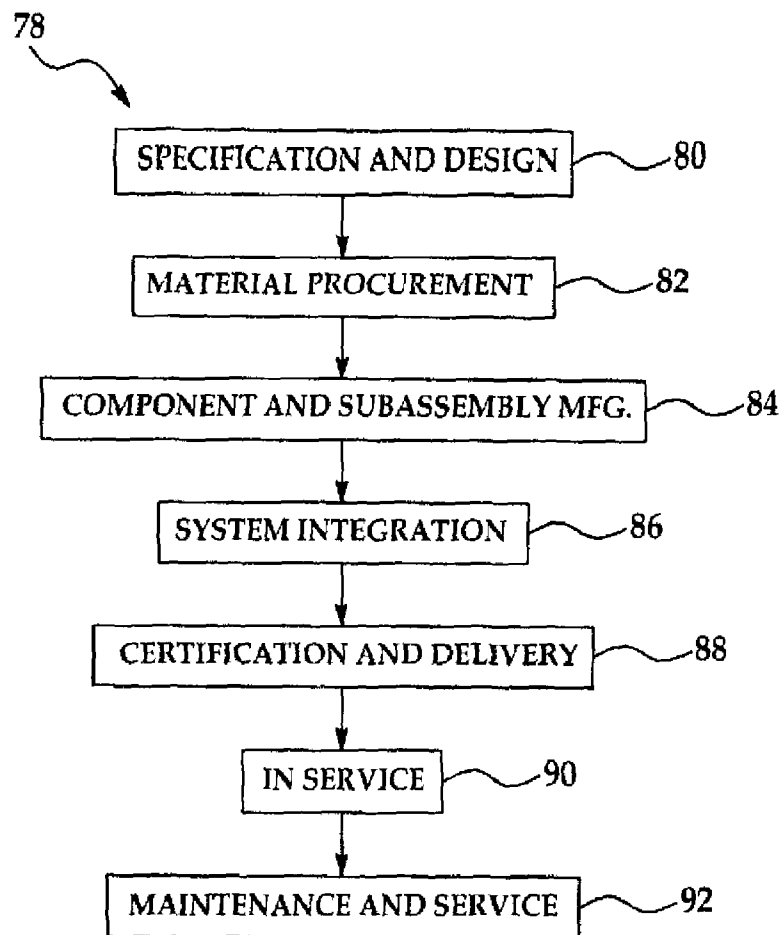 78
SPECIFICATION AND DESIGN 80
MATERIAL PROCUREMENT 82
COMPONENT AND SUBASSEMBLY MFG. 84
SYSTEM INTEGRATION 86
CERTIFICATION AND DELIVERY 88
IN SERVICE 90
MAINTENANCE AND SERVICE 92